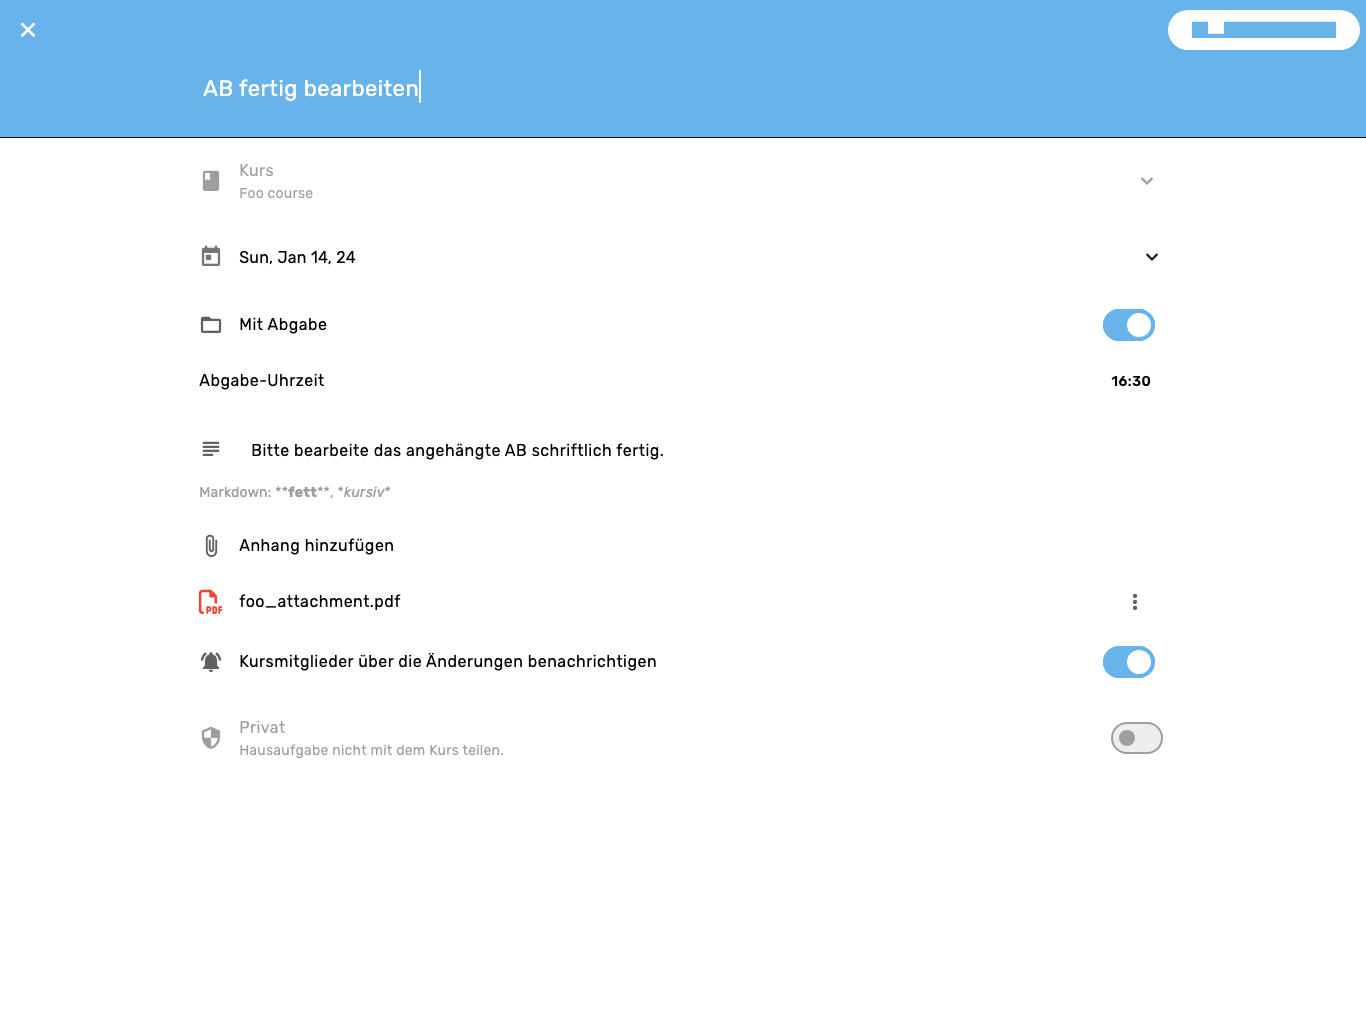 AB fertig bearbeiten
Kurs
Foo course
Sun, Jan 14, 24
Mit Abgabe
Abgabe-Uhrzeit
16:30
Bitte bearbeite das angehängte AB schriftlich fertig.
Markdown: **fett**, *kursiv*
Anhang hinzufügen
PDF
foo_attachment.pdf
Kursmitglieder über die Änderungen benachrichtigen
Privat
Hausaufgabe nicht mit dem Kurs teilen.